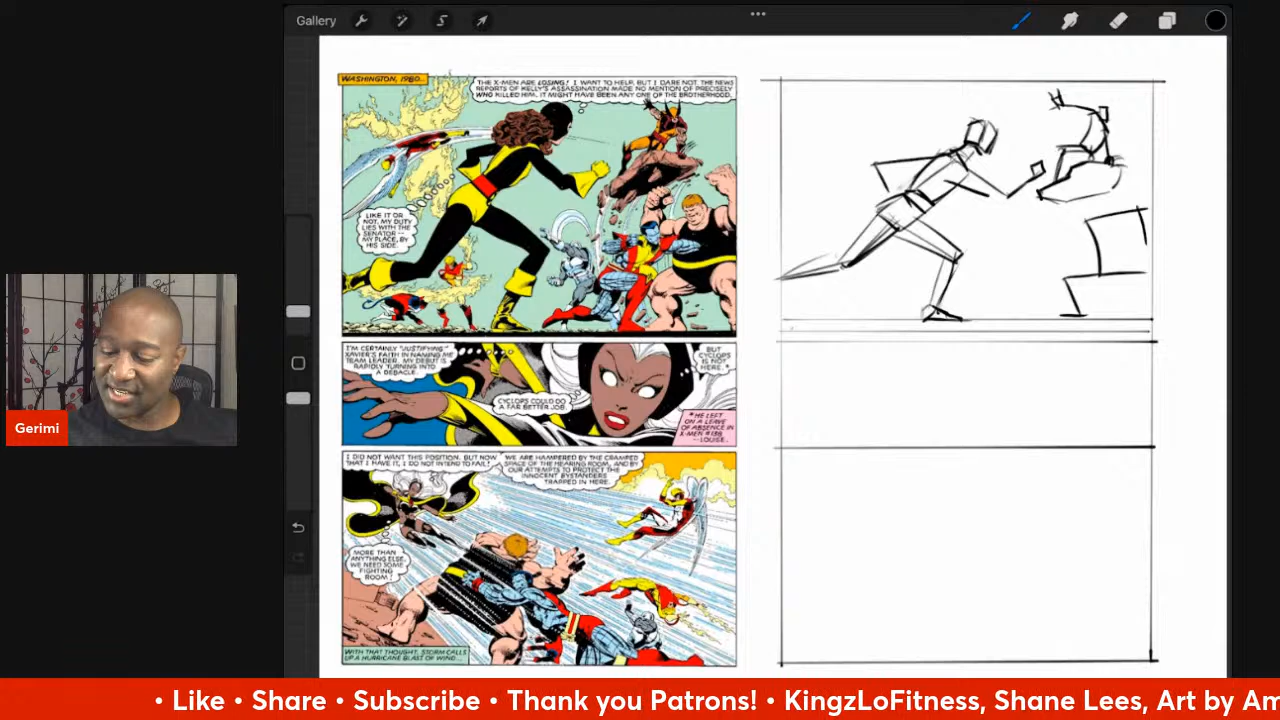 Gallery
WASHINGTON, 1980...
THE X-MEN ARE LOSING! I WANT TO HELP, BUT I DARE NOT. THE NEWS
REPORTS OF KELLY'S ASSASSINATION MADE NO MENTION OF PRECISELY
WHO KILLED HIM. IT MIGHT HAVE BEEN ANY ONE OF THE BROTHERHOOD.
LIKE IT OR
NOT, MY DUTY
LIES WITH THE
SENATOR --
MY PLACE, BY
HIS SIDE.
I'M CERTAINLY "JUSTIFYING"
XAVIER'S FAITH IN NAMING ME
TEAM LEADER. MY DEBUT IS
RAPIDLY TURNING INTO
A DEBACLE.
BUT
CYCLOPS
IS NOT
HERE.*
CYCLOPS COULD DO
A FAR BETTER JOB.
*HE LEFT
ON A LEAVE
OF ABSENCE IN
X-MEN #138
--LOUISE.
I DID NOT WANT THIS POSITION. BUT NOW
THAT I HAVE IT, I DO NOT INTEND TO FAIL!
WE ARE HAMPERED BY THE CRAMPED
SPACE OF THE HEARING ROOM, AND BY
OUR ATTEMPTS TO PROTECT THE
INNOCENT BYSTANDERS
TRAPPED IN HERE.
MORE THAN
ANYTHING ELSE,
WE NEED SOME
FIGHTING
ROOM!
WITH THAT THOUGHT, STORM CALLS
UP A HURRICANE BLAST OF WIND...
Gerimi
• Like • Share • Subscribe • Thank you Patrons! • KingzLoFitness, Shane Lees, Art by Am